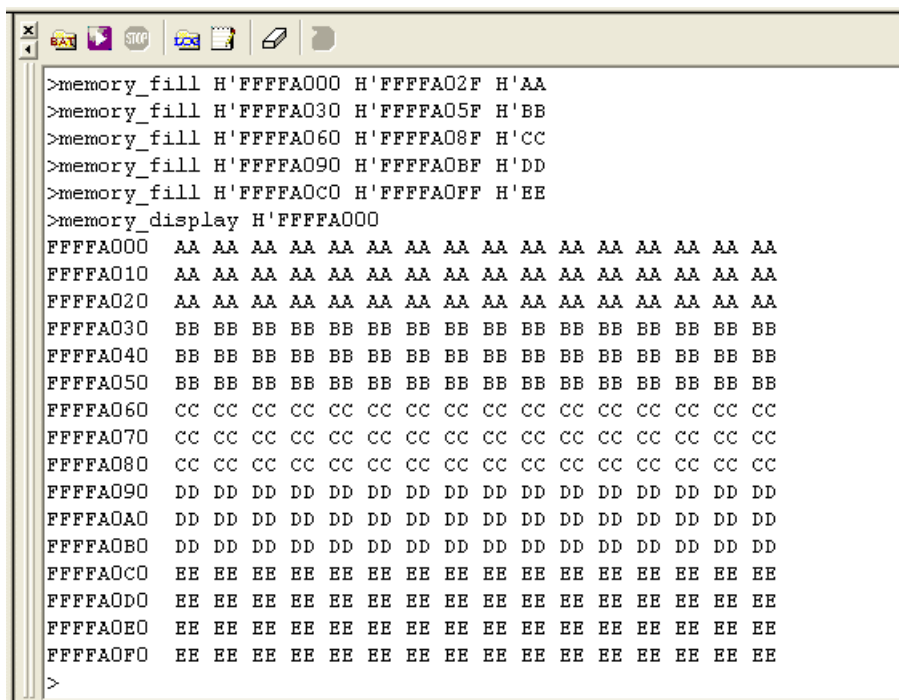 BAT STOP LOG
>memory_fill H'FFFFA000 H'FFFFA02F H'AA
>memory_fill H'FFFFA030 H'FFFFA05F H'BB
>memory_fill H'FFFFA060 H'FFFFA08F H'CC
>memory_fill H'FFFFA090 H'FFFFA0BF H'DD
>memory_fill H'FFFFA0C0 H'FFFFA0FF H'EE
>memory_display H'FFFFA000
FFFFA000 AA AA AA AA AA AA AA AA AA AA AA AA AA AA AA AA
FFFFA010 AA AA AA AA AA AA AA AA AA AA AA AA AA AA AA AA
FFFFA020 AA AA AA AA AA AA AA AA AA AA AA AA AA AA AA AA
FFFFA030 BB BB BB BB BB BB BB BB BB BB BB BB BB BB BB BB
FFFFA040 BB BB BB BB BB BB BB BB BB BB BB BB BB BB BB BB
FFFFA050 BB BB BB BB BB BB BB BB BB BB BB BB BB BB BB BB
FFFFA060 CC CC CC CC CC CC CC CC CC CC CC CC CC CC CC CC
FFFFA070 CC CC CC CC CC CC CC CC CC CC CC CC CC CC CC CC
FFFFA080 CC CC CC CC CC CC CC CC CC CC CC CC CC CC CC CC
FFFFA090 DD DD DD DD DD DD DD DD DD DD DD DD DD DD DD DD
FFFFA0A0 DD DD DD DD DD DD DD DD DD DD DD DD DD DD DD DD
FFFFA0B0 DD DD DD DD DD DD DD DD DD DD DD DD DD DD DD DD
FFFFA0C0 EE EE EE EE EE EE EE EE EE EE EE EE EE EE EE EE
FFFFA0D0 EE EE EE EE EE EE EE EE EE EE EE EE EE EE EE EE
FFFFA0E0 EE EE EE EE EE EE EE EE EE EE EE EE EE EE EE EE
FFFFA0F0 EE EE EE EE EE EE EE EE EE EE EE EE EE EE EE EE
>